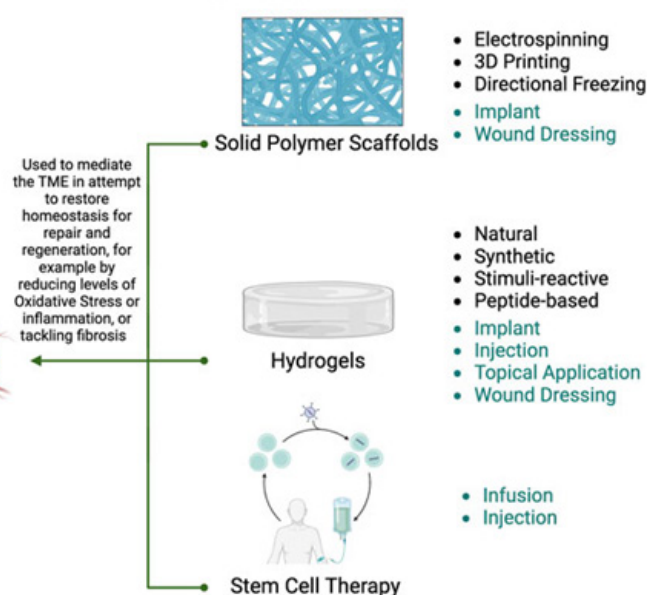 • Electrospinning
• 3D Printing
• Directional Freezing
• Implant
• Wound Dressing
Solid Polymer Scaffolds
Used to mediate
the TME in attempt
to restore
homeostasis for
repair and
regeneration, for
example by
reducing levels of
Oxidative Stress or
inflammation, or
tackling fibrosis
• Natural
• Synthetic
• Stimuli-reactive
• Peptide-based
• Implant
• Injection
• Topical Application
• Wound Dressing
Hydrogels
• Infusion
• Injection
Stem Cell Therapy